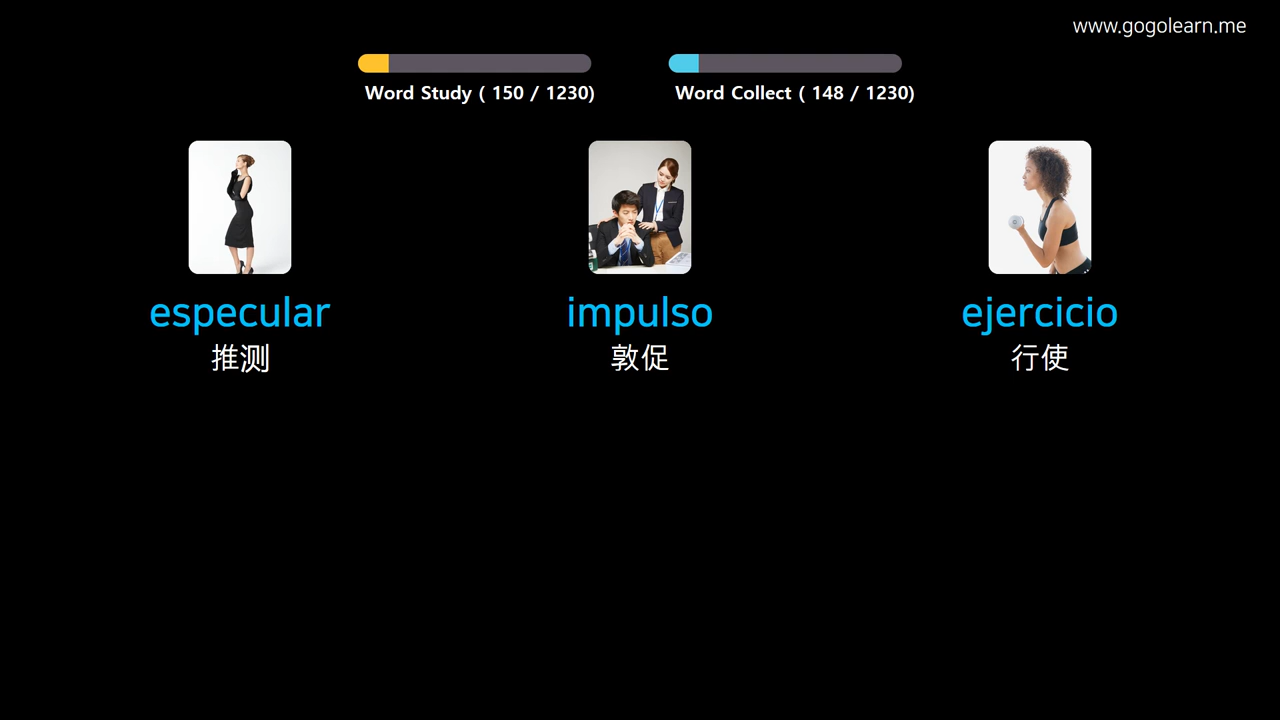 www.gogolearn.me
Word Study ( 150 / 1230)
Word Collect ( 148 / 1230)
especular
推测
impulso
敦促
ejercicio
行使